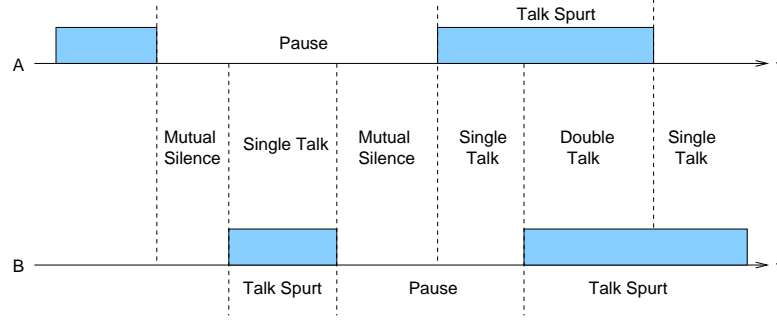 Talk Spurt
Pause
A
Mutual
Silence
Single Talk
Mutual
Silence
Single
Talk
Double
Talk
Single
Talk
B
Talk Spurt
Pause
Talk Spurt